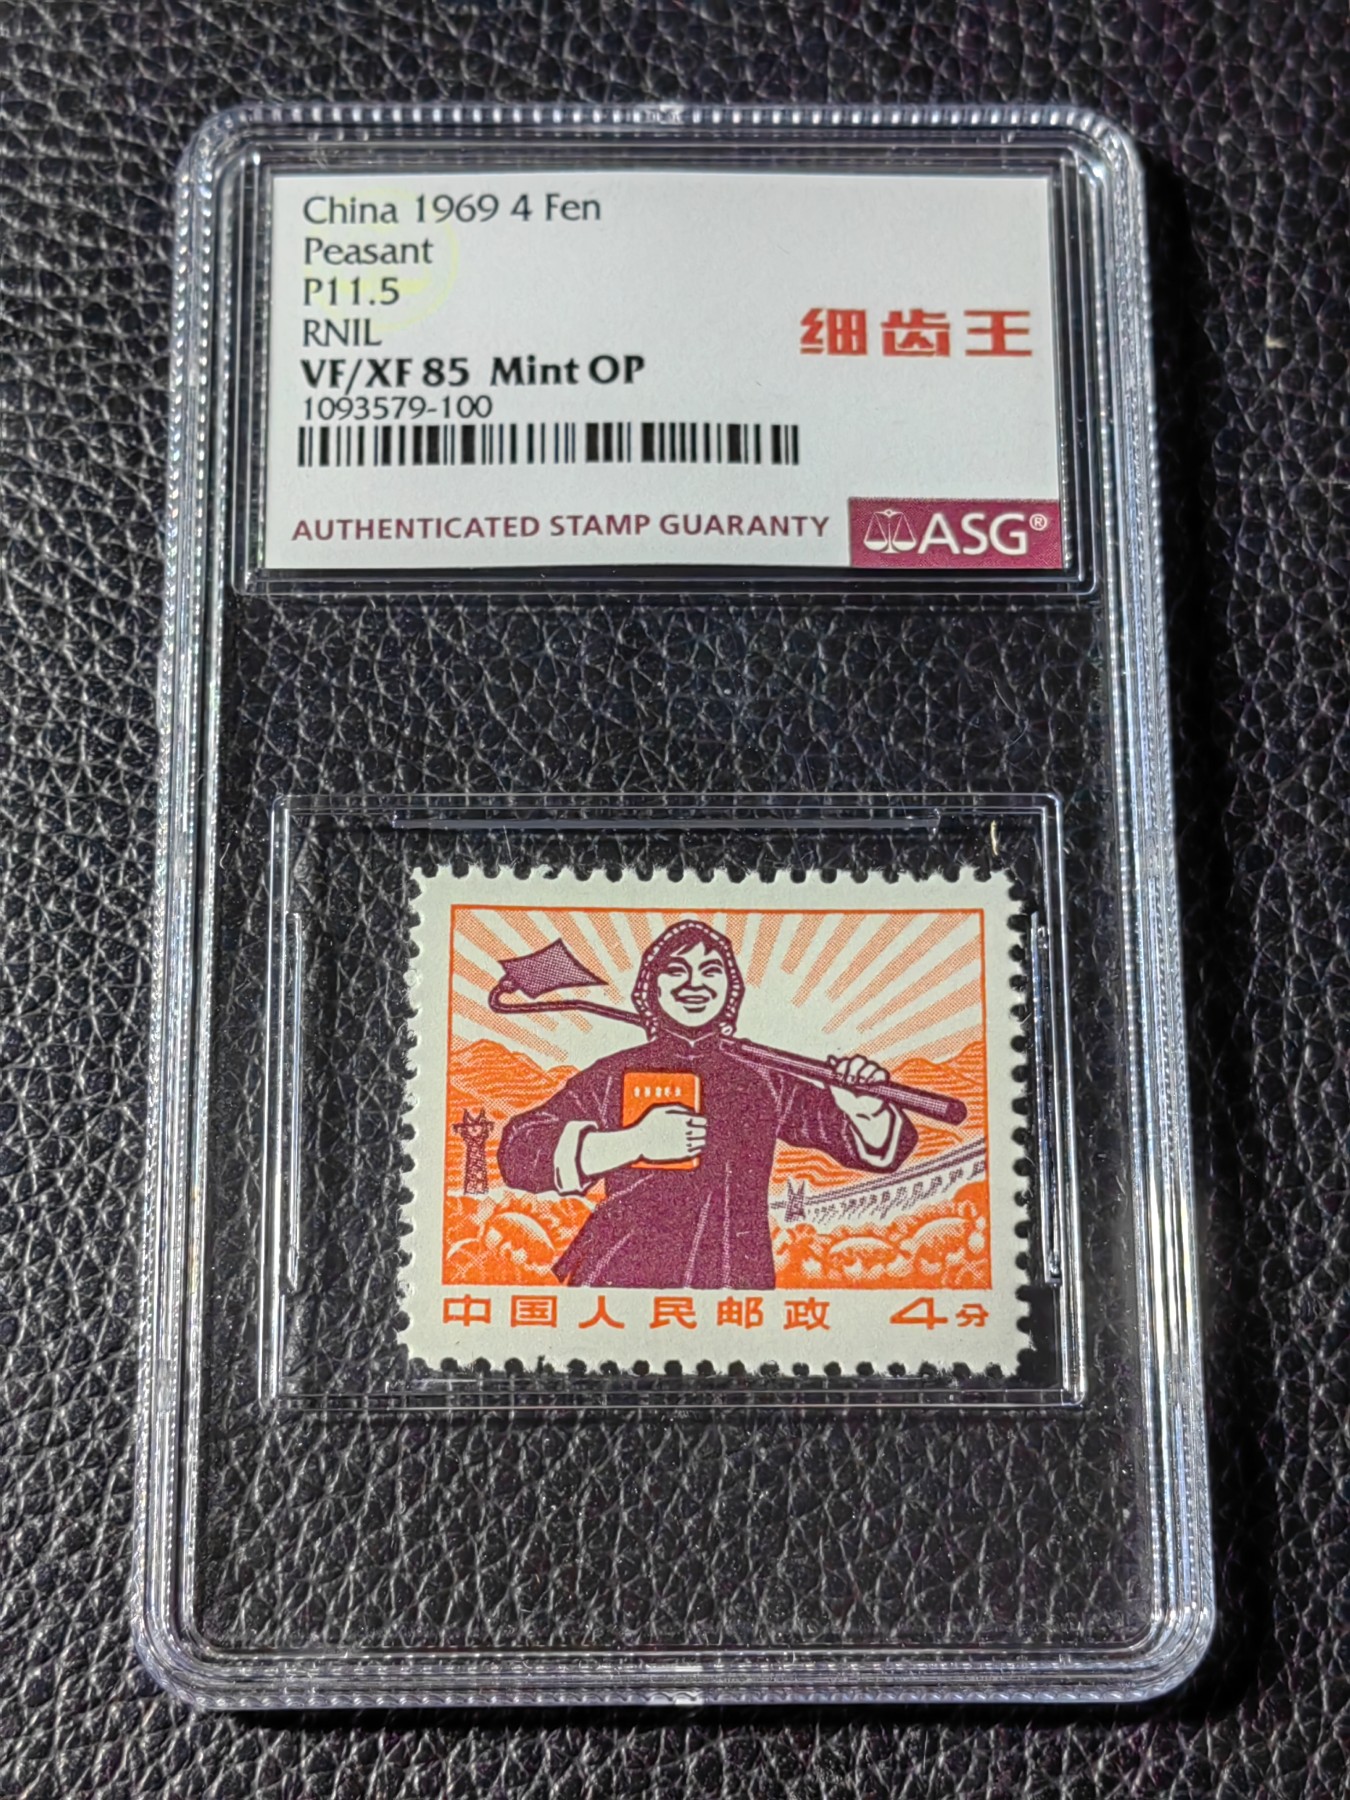 China 1969 4 Fen
Peasant
P11.5
RNIL
细齿王
VF/XF 85 Mint OP
1093579-100
AUTHENTICATED STAMP GUARANTY
ASG®
中国人民邮政 4分